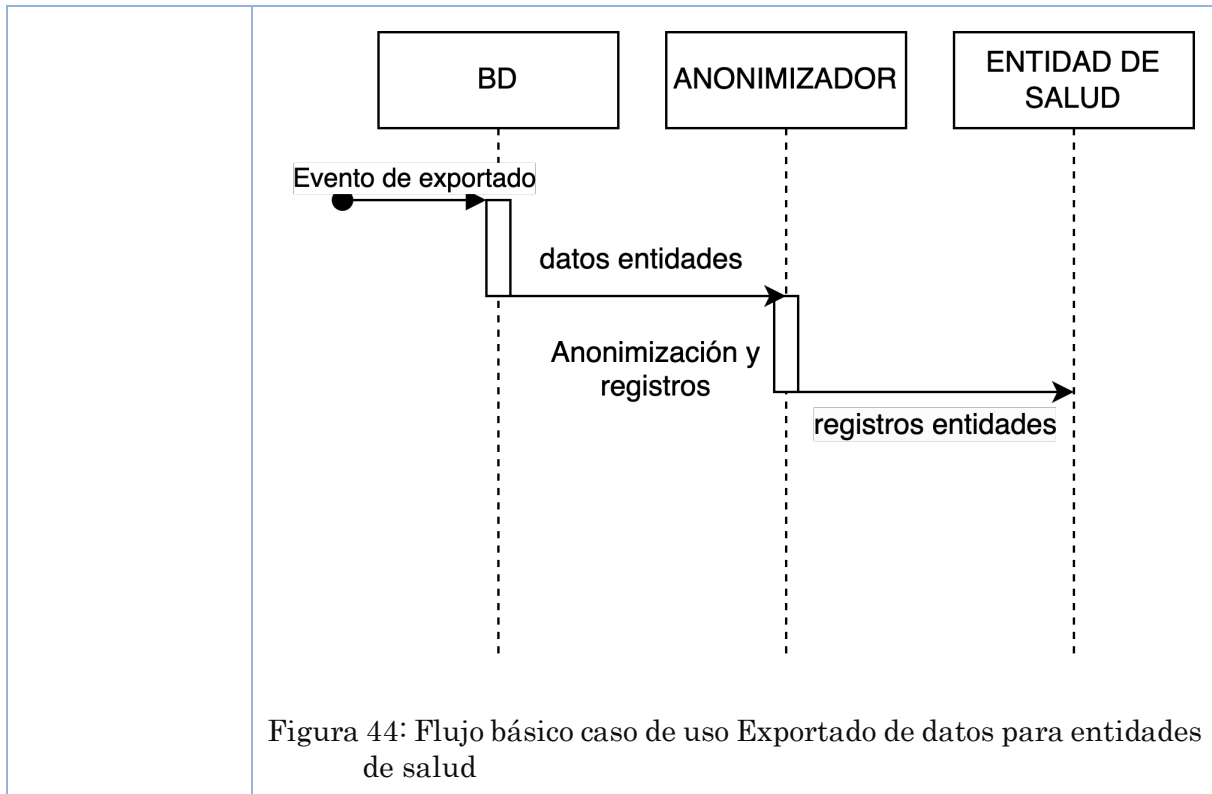 BD
ANONIMIZADOR
ENTIDAD DE
SALUD
Evento de exportado
datos entidades
Anonimización y
registros
registros entidades
Figura 44: Flujo básico caso de uso Exportado de datos para entidades
de salud